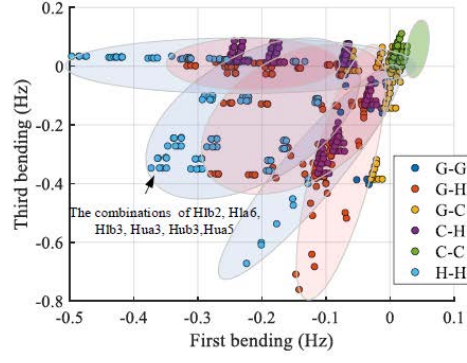 0.2
0
-0.2
-0.4
-0.6
-0.8
Third bending (Hz)
The combinations of Hlb2, Hla6,
Hlb3, Hua3, Hub3,Hua5
G-G
G-H
G-C
C-H
C-C
H-H
-0.5 -0.4 -0.3 -0.2 -0.1 0 0.1
First bending (Hz)